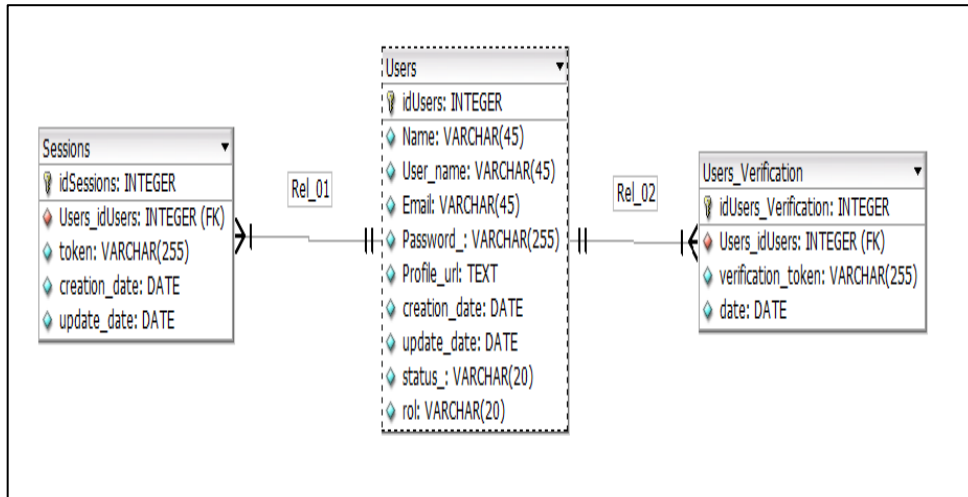 Sessions
idSessions: INTEGER
Users_idUsers: INTEGER (FK)
token: VARCHAR(255)
creation_date: DATE
update_date: DATE
Rel_01
Users
idUsers: INTEGER
Name: VARCHAR(45)
User_name: VARCHAR(45)
Email: VARCHAR(45)
Password_: VARCHAR(255)
Profile_url: TEXT
creation_date: DATE
update_date: DATE
status_: VARCHAR(20)
rol: VARCHAR(20)
Rel_02
Users_Verification
idUsers_Verification: INTEGER
Users_idUsers: INTEGER (FK)
verification_token: VARCHAR(255)
date: DATE